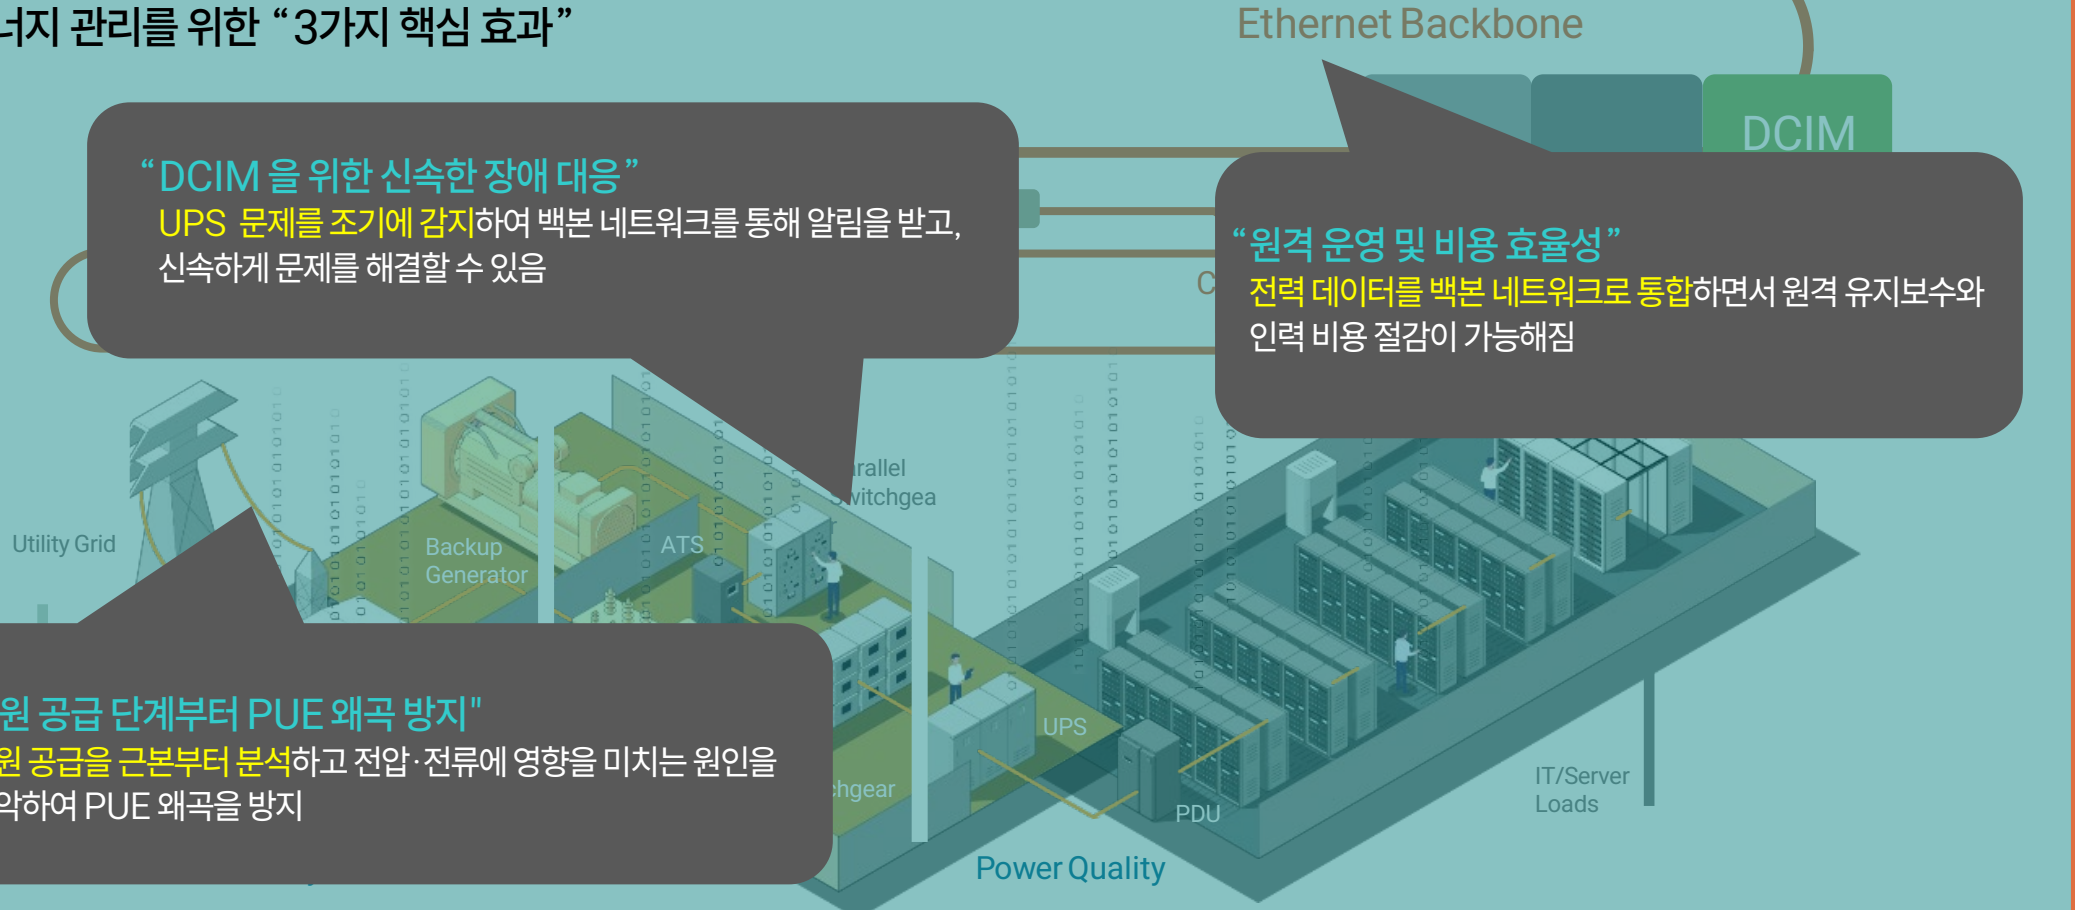 너지 관리를 위한 “3가지 핵심 효과”
Ethernet Backbone
DCIM
“DCIM 을 위한 신속한 장애 대응”
UPS 문제를 조기에 감지하여 백본 네트워크를 통해 알림을 받고,
신속하게 문제를 해결할 수 있음
“원격 운영 및 비용 효율성”
전력 데이터를 백본 네트워크로 통합하면서 원격 유지보수와
인력 비용 절감이 가능해짐
C
Utility Grid
Backup
Generator
ATS
rallel
witchgea
원 공급 단계부터 PUE 왜곡 방지"
원 공급을 근본부터 분석하고 전압·전류에 영향을 미치는 원인을
악하여 PUE 왜곡을 방지
chgear
UPS
PDU
IT/Server
Loads
Power Quality